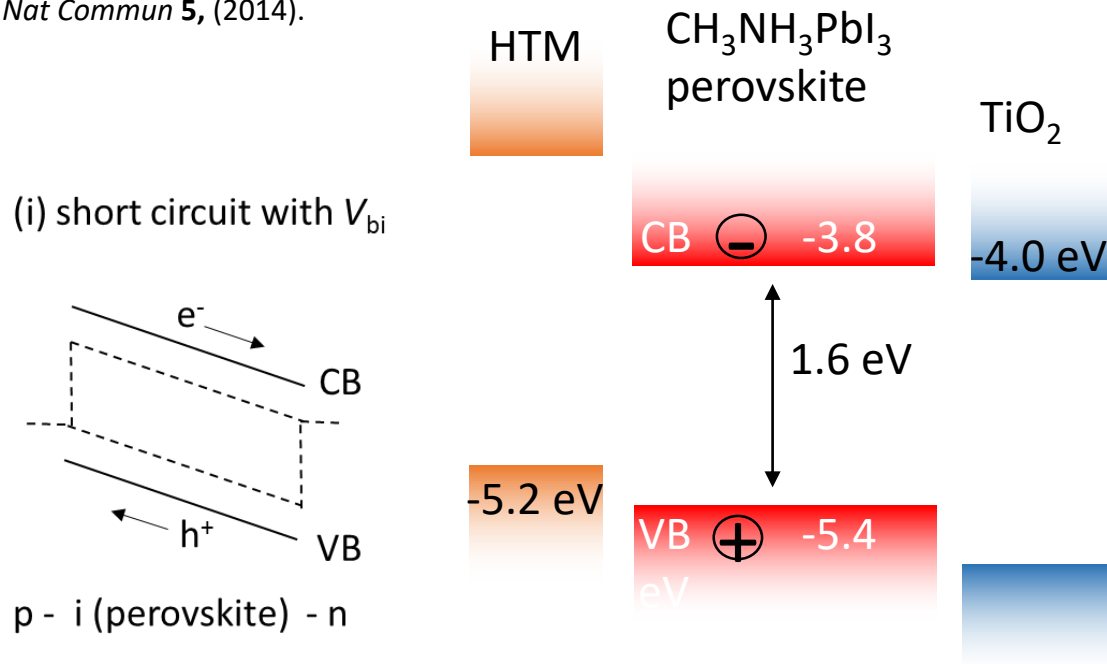 Nat Commun 5, (2014).
HTM
CH₃NH₃PbI₃
perovskite
TiO₂
(i) short circuit with Vbi
CB - -3.8
-4.0 eV
e⁻
CB
1.6 eV
-5.2 eV
VB + -5.4
eV
h⁺
VB
p - i (perovskite) - n